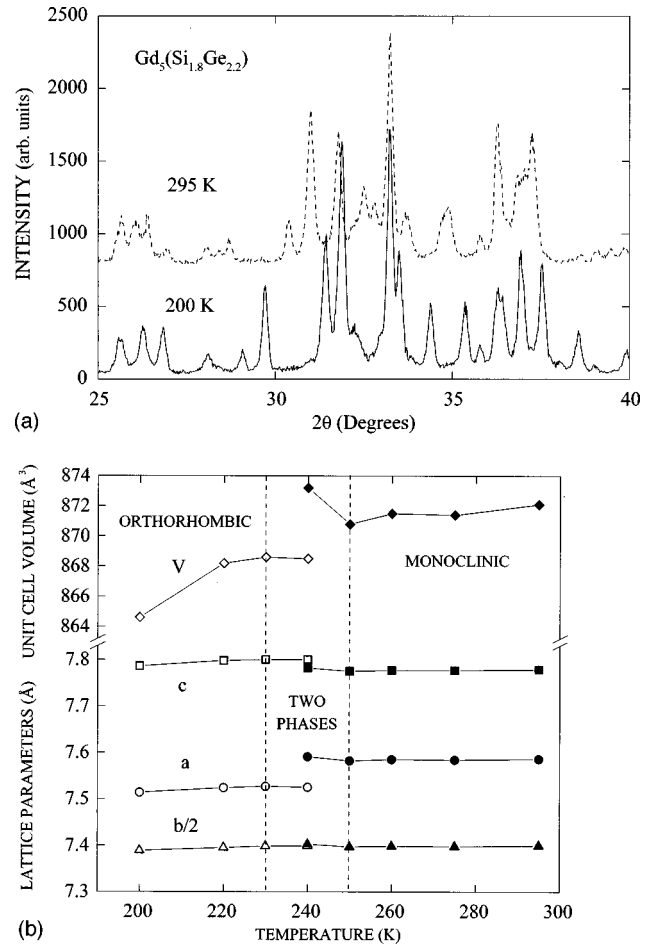 2500
2000
1500
1000
500
0
INTENSITY (arb. units)
Gd5(Si1.8Ge2.2)
295 K
200 K
25
30
35
40
2θ (Degrees)
(a)
874
872
870
868
866
864
UNIT CELL VOLUME (Å3)
ORTHORHOMBIC
MONOCLINIC
V
7.8
7.7
7.6
7.5
7.4
7.3
LATTICE PARAMETERS (Å)
c
TWO
PHASES
a
b/2
200
220
240
260
280
300
TEMPERATURE (K)
(b)